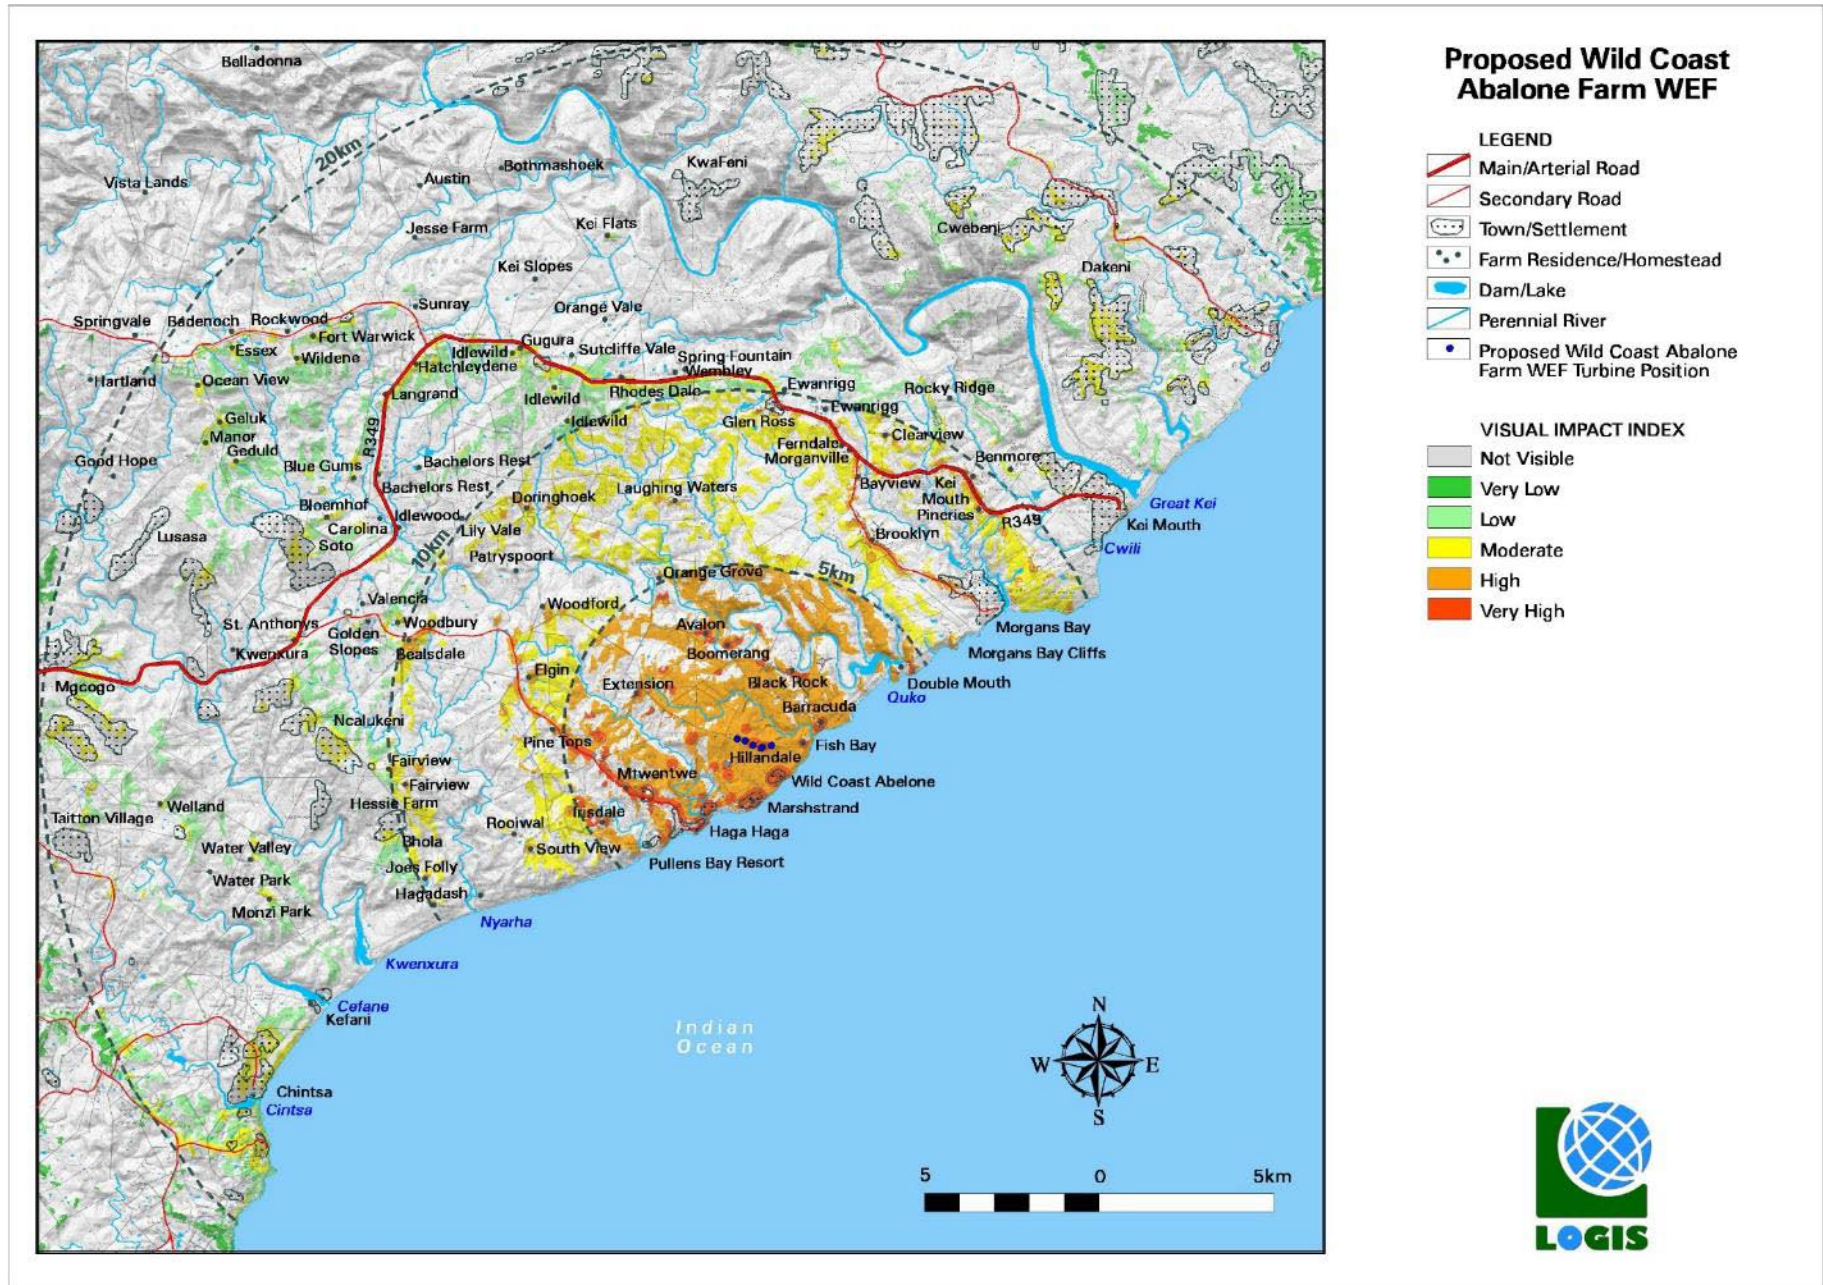 Proposed Wild Coast
Abalone Farm WEF
LEGEND
Main/Arterial Road
Secondary Road
Town/Settlement
Farm Residence/Homestead
Dam/Lake
Perennial River
Proposed Wild Coast Abalone
Farm WEF Turbine Position
VISUAL IMPACT INDEX
Not Visible
Very Low
Low
Moderate
High
Very High
Belladonna
20km
Bothmashoek
KwaFeni
Vista Lands
Austin
Jesse Farm
Kei Flats
Cwebeni
Kei Slopes
Dakeni
Sunray
Orange Vale
Springvale
Badenoch
Rockwood
Fort Warwick
Gugura
Essex
Wildene
Idlewild
Sutcliffe Vale
Spring Fountain
Hatchleydene
Wembley
Hartland
Ocean View
Langrand
Idlewild
Rhodes Dale
Ewanrigg
Rocky Ridge
Geluk
R349
Idlewild
Glen Ross
Ewanrigg
Manor
Geduld
Ferndale
Clearview
Good Hope
Blue Gums
Bachelors Rest
Morganville
Benmore
Bachelors Rest
Laughing Waters
Bayview
Kei
Mouth
Pineries
Bloemhof
Doringhoek
Great Kei
Carolina
Idlewood
R349
Kei Mouth
Lusasa
Soto
Lily Vale
Brooklyn
Cwili
10km
Patryspoort
Orange Grove
5km
Valencia
Woodford
St. Anthonys
Golden
Slopes
Woodbury
Avalon
Morgans Bay
Kwenxura
Bealsdale
Boomerang
Morgans Bay Cliffs
Mgcogo
Elgin
Extension
Black Rock
Double Mouth
Quko
Barracuda
Ncalukeni
Pine Tops
Fish Bay
Hillandale
Fairview
Mtwentwe
Wild Coast Abelone
Fairview
Welland
Hessie Farm
Irisdale
Marshstrand
Taitton Village
Rooiwal
Haga Haga
Water Valley
Bhola
South View
Pullens Bay Resort
Joes Folly
Water Park
Hagadash
Monzi Park
Nyarha
Kwenxura
Cefane
Kefani
Indian
Ocean
N
W
E
S
Chintsa
Cintsa
5
0
5km
LOGIS